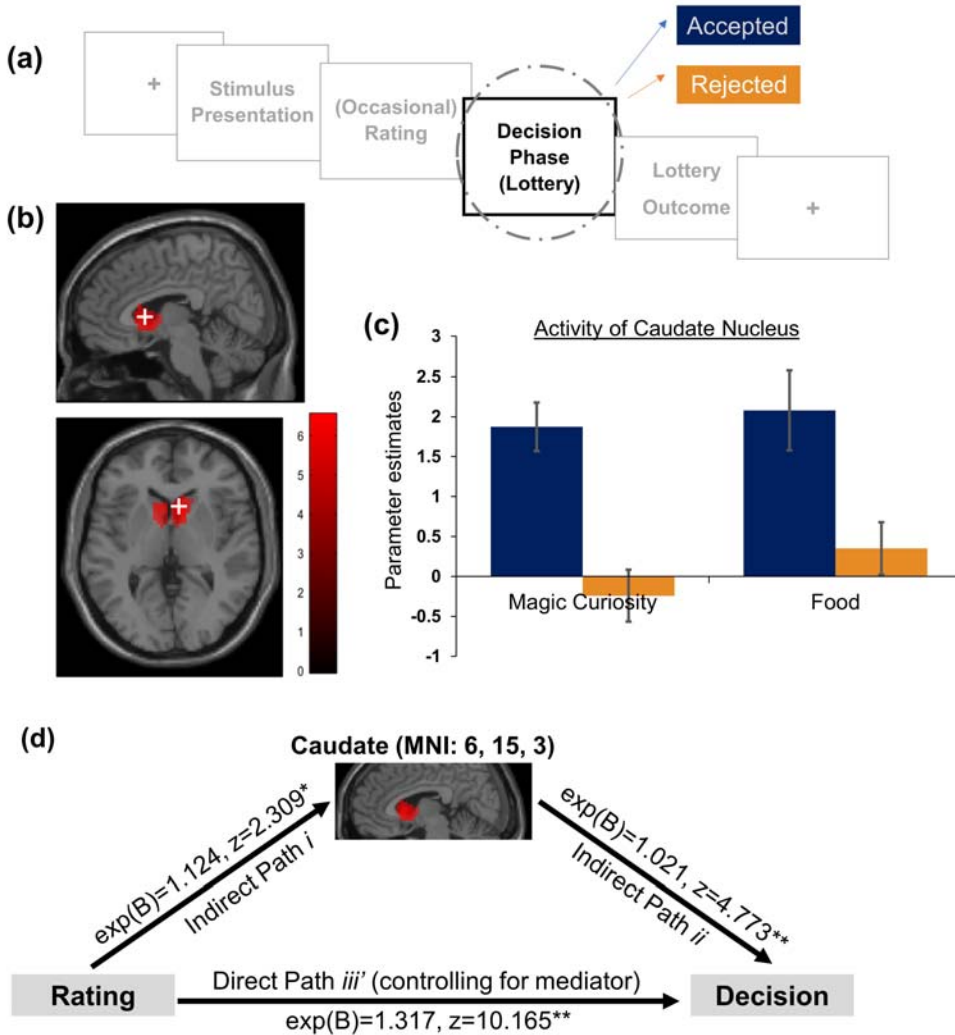 (a)
+
Stimulus
Presentation
(Occasional)
Rating
Decision
Phase
(Lottery)
Accepted
Rejected
Lottery
Outcome
+
(b)
6
5
4
3
2
1
0
(c)
Activity of Caudate Nucleus
Parameter estimates
3
2.5
2
1.5
1
0.5
0
-0.5
-1
Magic Curiosity
Food
(d)
Caudate (MNI: 6, 15, 3)
exp(B)=1.124, z=2.309*
Indirect Path i
exp(B)=1.021, z=4.773**
Indirect Path ii
Rating
Direct Path iii’ (controlling for mediator)
exp(B)=1.317, z=10.165**
Decision